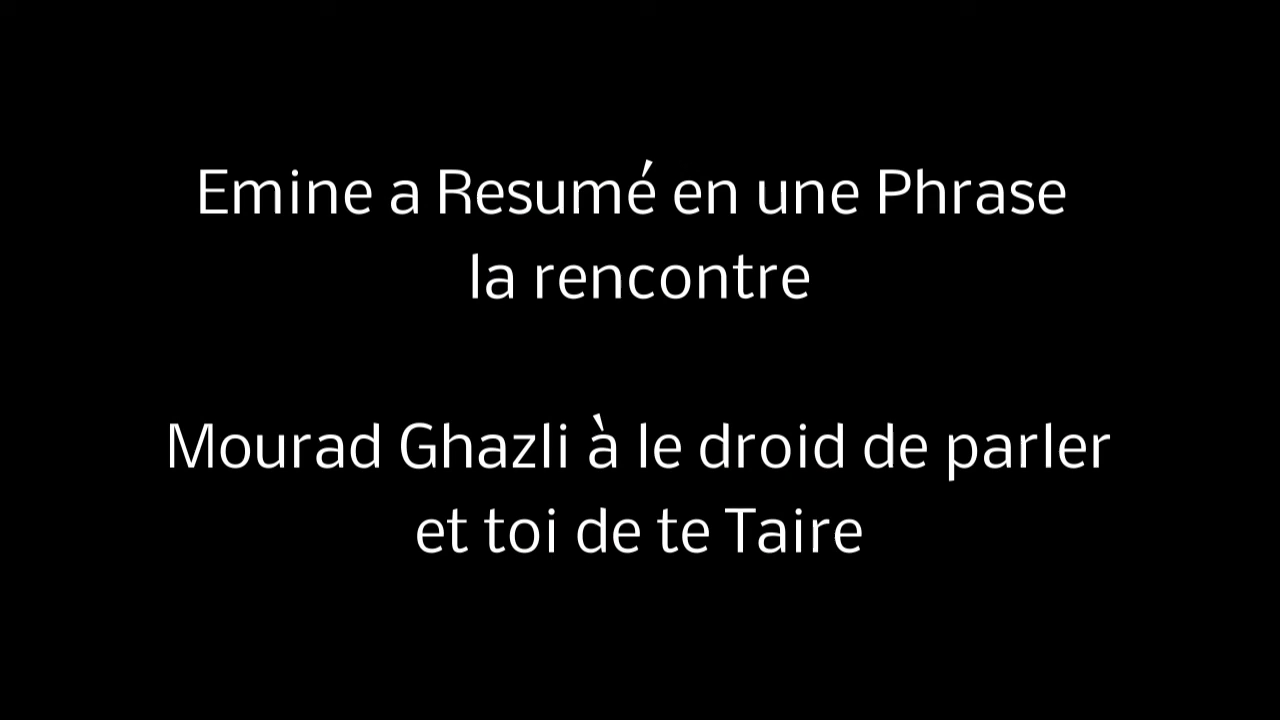 Emine a Resumé en une Phrase
la rencontre
Mourad Ghazli à le droid de parler
et toi de te Taire